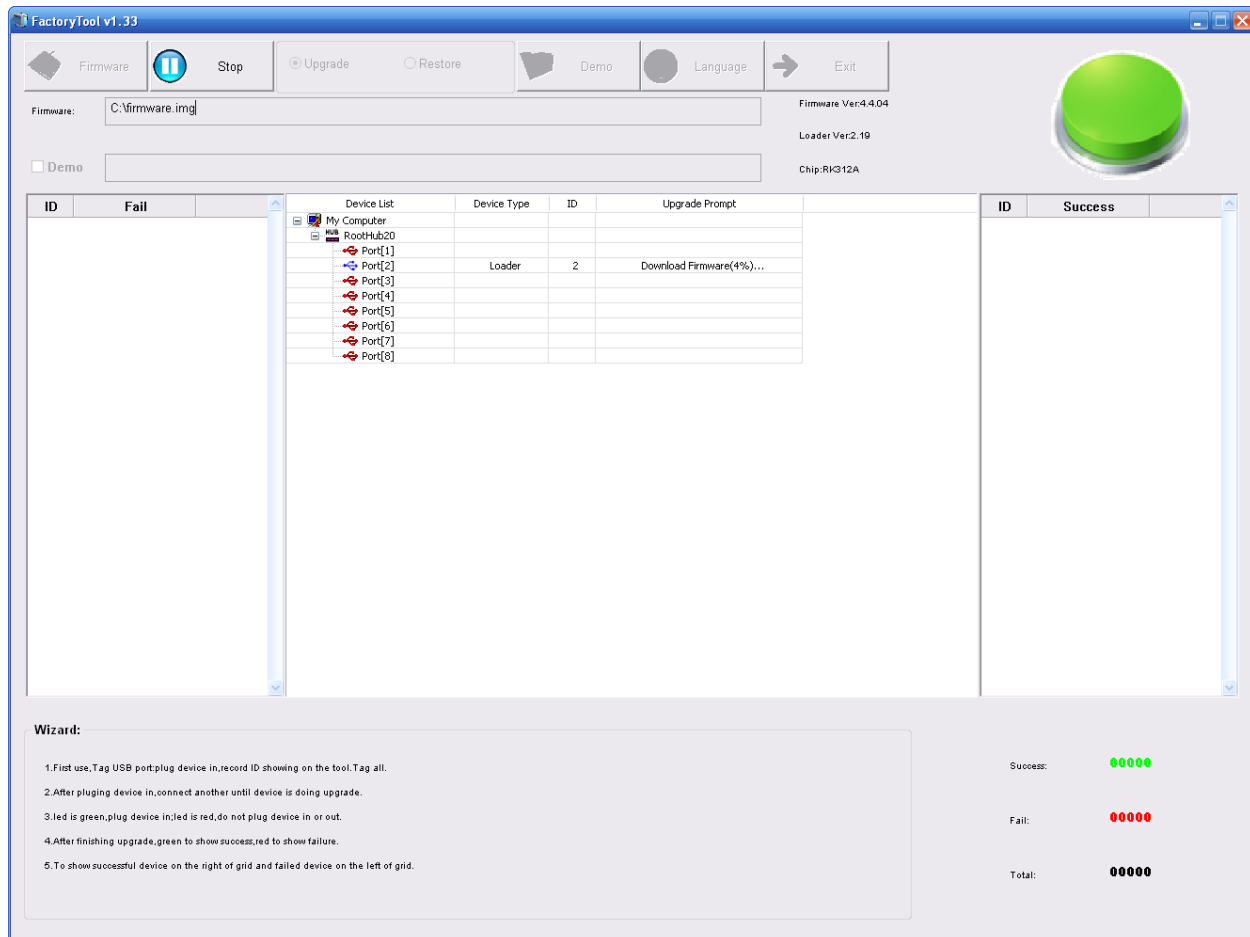 FactoryTool v1.33
Firmware Stop Upgrade Restore Demo Language Exit
Firmware: C:\firmware.img
Firmware Ver:4.4.04
Loader Ver:2.19
Demo
Chip:RK312A
ID Fail
Device List Device Type ID Upgrade Prompt
My Computer
HUB RootHub20
Port[1]
Port[2] Loader 2 Download Firmware(4%)...
Port[3]
Port[4]
Port[5]
Port[6]
Port[7]
Port[8]
ID Success
Wizard:
1.First use,Tag USB port:plug device in,record ID showing on the tool.Tag all.
2.After pluging device in,connect another until device is doing upgrade.
3.led is green,plug device in;led is red,do not plug device in or out.
4.After finishing upgrade,green to show success,red to show failure.
5.To show successful device on the right of grid and failed device on the left of grid.
Success: 00000
Fail: 00000
Total: 00000